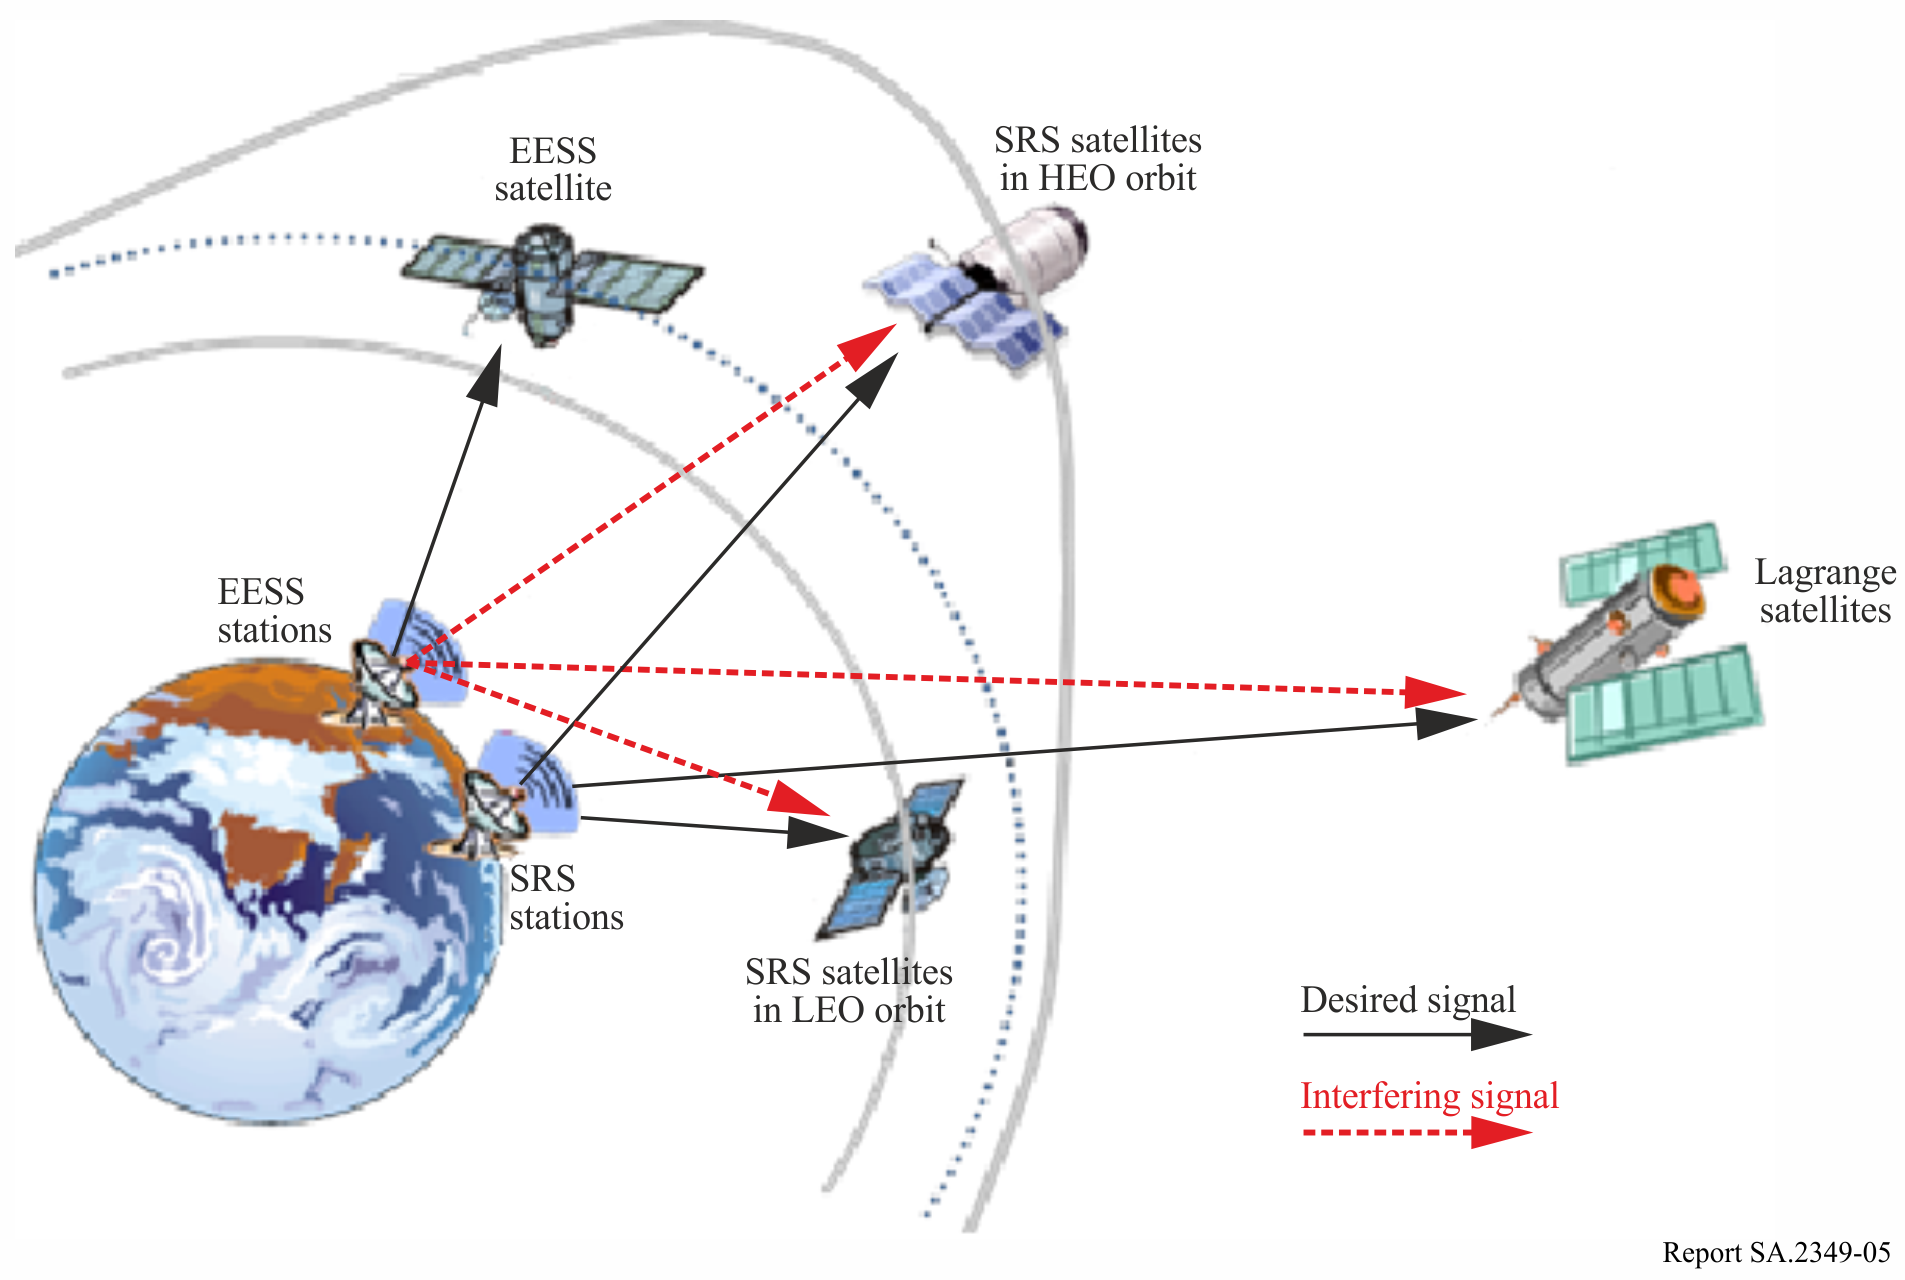 EESS
satellite
SRS satellites
in HEO orbit
EESS
stations
Lagrange
satellites
SRS
stations
SRS satellites
in LEO orbit
Desired signal
Interfering signal
Report SA.2349-05